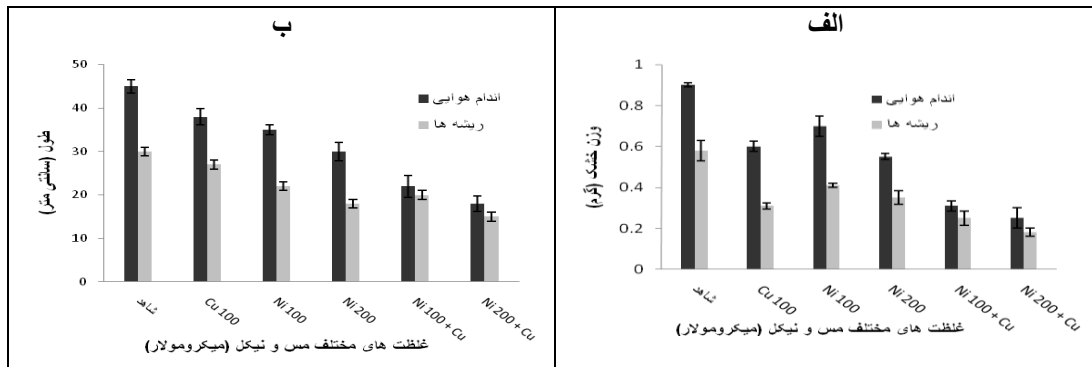 الف
1
0.8
0.6
0.4
0.2
0
وزن خشک (گرم)
اندام هوایی
ریشه ها
شاهد
Cu 100
Ni 100
Ni 200
Ni 100 + Cu
Ni 200 + Cu
غلظت های مختلف مس و نیکل (میکرومولار)
ب
50
40
30
20
10
0
طول (سانتی متر)
اندام هوایی
ریشه ها
شاهد
Cu 100
Ni 100
Ni 200
Ni 100 + Cu
Ni 200 + Cu
غلظت های مختلف مس و نیکل (میکرومولار)